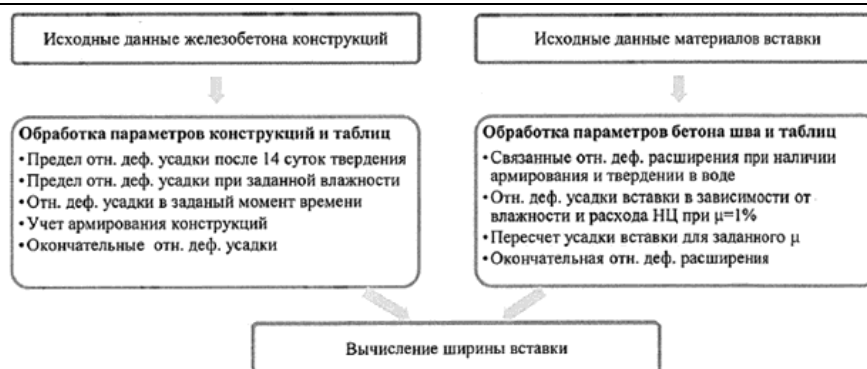 Исходные данные железобетона конструкций
Исходные данные материалов вставки
Обработка параметров конструкций и таблиц
•Предел отн. деф. усадки после 14 суток твердения
•Предел отн. деф. усадки при заданной влажности
•Отн. деф. усадки в заданый момент времени
•Учет армирования конструкций
•Окончательные отн. деф. усадки
Обработка параметров бетона шва и таблиц
•Связанные отн. деф. расширения при наличии
армирования и твердении в воде
•Отн. деф. усадки вставки в зависимости от
влажности и расхода НЦ при μ=1%
•Пересчет усадки вставки для заданного μ
•Окончательная отн. деф. расширения
Вычисление ширины вставки